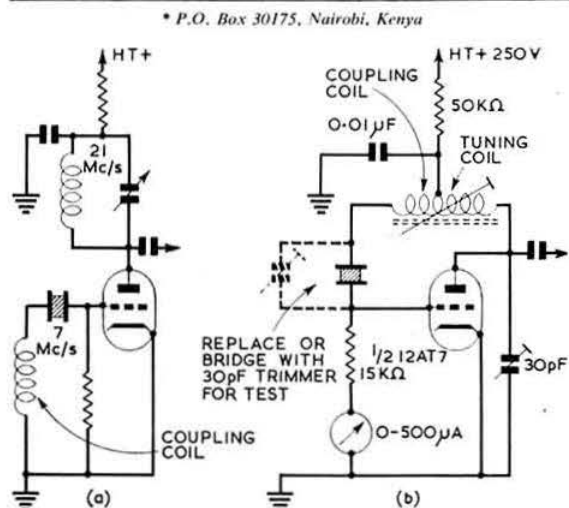 * P.O. Box 30175, Nairobi, Kenya
HT+
21
Mc/s
7
Mc/s
COUPLING
COIL
(a)
HT+ 250V
COUPLING
COIL
50KΩ
0·01µF
TUNING
COIL
REPLACE OR
BRIDGE WITH
30pF TRIMMER
FOR TEST
1/2 12AT7
15KΩ
30pF
0-500µA
(b)